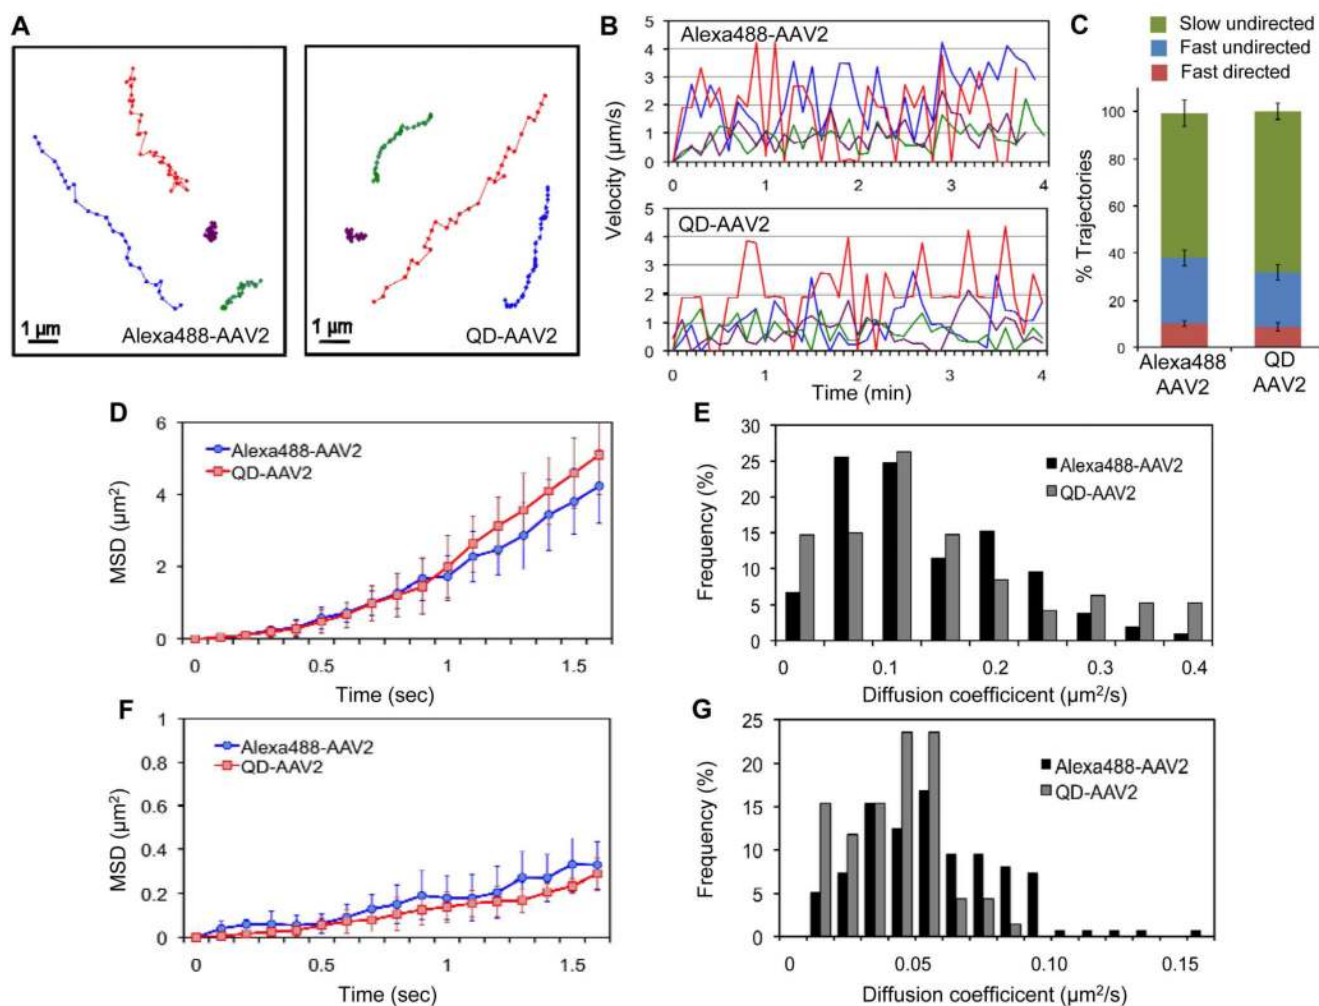 A
1 µm
Alexa488-AAV2
1 µm
QD-AAV2
B
Velocity (µm/s)
5
4
3
2
1
0
Alexa488-AAV2
0 1 2 3 4
5
4
3
2
1
0
QD-AAV2
0 1 2 3 4
Time (min)
C
Slow undirected
Fast undirected
Fast directed
% Trajectories
100
80
60
40
20
0
Alexa488
AAV2
QD
AAV2
D
MSD (µm²)
6
4
2
0
Alexa488-AAV2
QD-AAV2
0 0.5 1 1.5
Time (sec)
E
Frequency (%)
30
25
20
15
10
5
0
Alexa488-AAV2
QD-AAV2
0 0.1 0.2 0.3 0.4
Diffusion coefficicent (µm²/s)
F
MSD (µm²)
1
0.8
0.6
0.4
0.2
0
Alexa488-AAV2
QD-AAV2
0 0.5 1 1.5
Time (sec)
G
Frequency (%)
25
20
15
10
5
0
Alexa488-AAV2
QD-AAV2
0 0.05 0.10 0.15
Diffusion coefficicent (µm²/s)